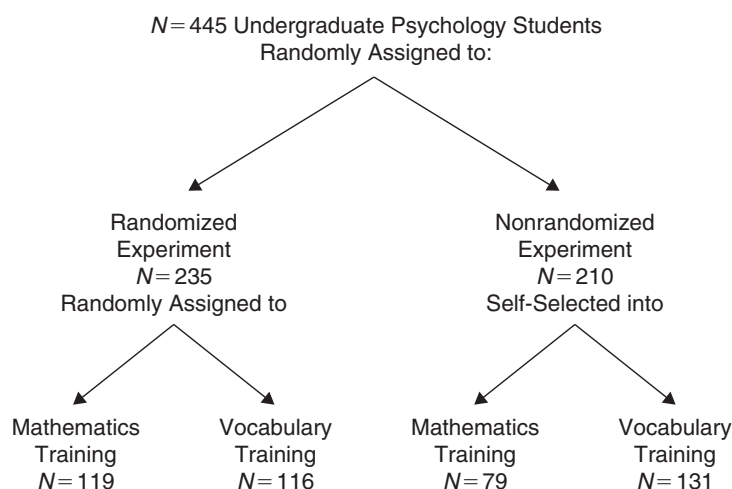 N=445 Undergraduate Psychology Students
Randomly Assigned to:
Randomized
Experiment
N=235
Randomly Assigned to
Nonrandomized
Experiment
N=210
Self-Selected into
Mathematics
Training
N=119
Vocabulary
Training
N=116
Mathematics
Training
N=79
Vocabulary
Training
N=131